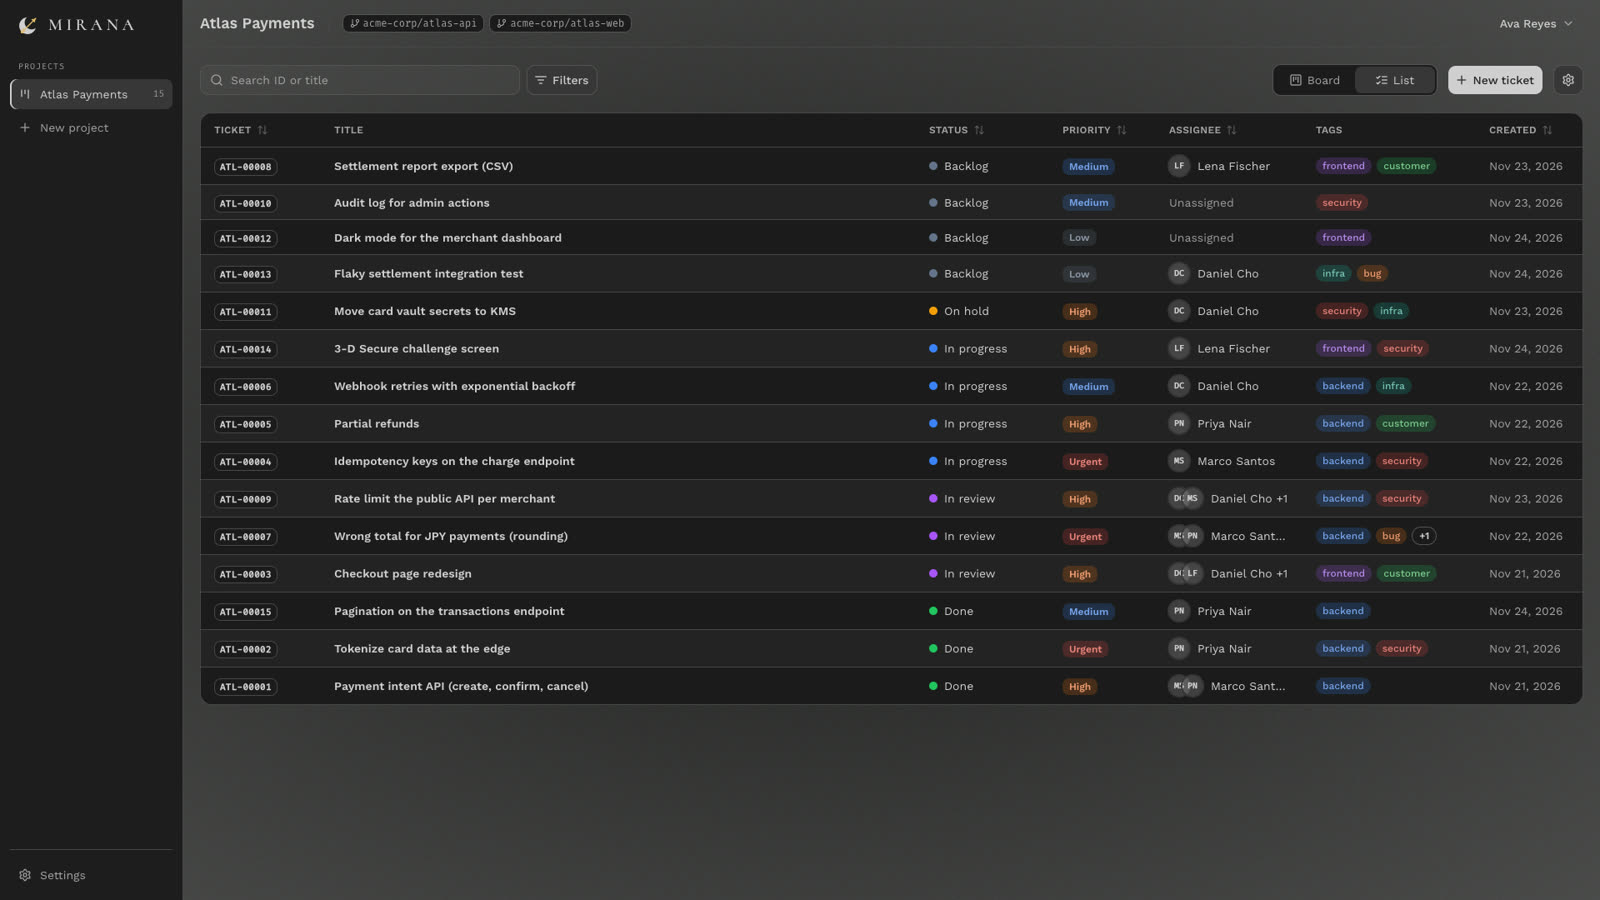 MIRANA
Atlas Payments
acme-corp/atlas-api
acme-corp/atlas-web
Ava Reyes
PROJECTS
Atlas Payments 15
New project
Settings
Search ID or title
Filters
Board
List
New ticket
TICKET TITLE STATUS PRIORITY ASSIGNEE TAGS CREATED
ATL-00008 Settlement report export (CSV) Backlog Medium LF Lena Fischer frontend customer Nov 23, 2026
ATL-00010 Audit log for admin actions Backlog Medium Unassigned security Nov 23, 2026
ATL-00012 Dark mode for the merchant dashboard Backlog Low Unassigned frontend Nov 24, 2026
ATL-00013 Flaky settlement integration test Backlog Low DC Daniel Cho infra bug Nov 24, 2026
ATL-00011 Move card vault secrets to KMS On hold High DC Daniel Cho security infra Nov 23, 2026
ATL-00014 3-D Secure challenge screen In progress High LF Lena Fischer frontend security Nov 24, 2026
ATL-00006 Webhook retries with exponential backoff In progress Medium DC Daniel Cho backend infra Nov 22, 2026
ATL-00005 Partial refunds In progress High PN Priya Nair backend customer Nov 22, 2026
ATL-00004 Idempotency keys on the charge endpoint In progress Urgent MS Marco Santos backend security Nov 22, 2026
ATL-00009 Rate limit the public API per merchant In review High MS Daniel Cho +1 backend security Nov 23, 2026
ATL-00007 Wrong total for JPY payments (rounding) In review Urgent PN Marco Sant... backend bug +1 Nov 22, 2026
ATL-00003 Checkout page redesign In review High LF Daniel Cho +1 frontend customer Nov 21, 2026
ATL-00015 Pagination on the transactions endpoint Done Medium PN Priya Nair backend Nov 24, 2026
ATL-00002 Tokenize card data at the edge Done Urgent PN Priya Nair backend security Nov 21, 2026
ATL-00001 Payment intent API (create, confirm, cancel) Done High PN Marco Sant... backend Nov 21, 2026